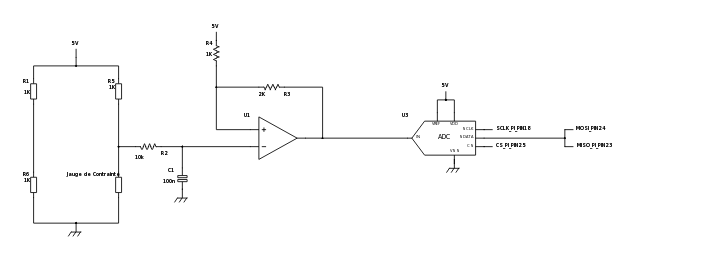 5V
R4
1K
5V
R1
1K
R5
1K
2K
R3
5V
U1
U3
VREF
VDD
SCLK
SCLK_PI_PIN18
MOSI_PIN24
+
IN
ADC
SDATA
10k
R2
−
CS
CS_PI_PIN25
MISO_PI_PIN23
VSS
C1
100n
R6
1K
Jauge de Contrainte